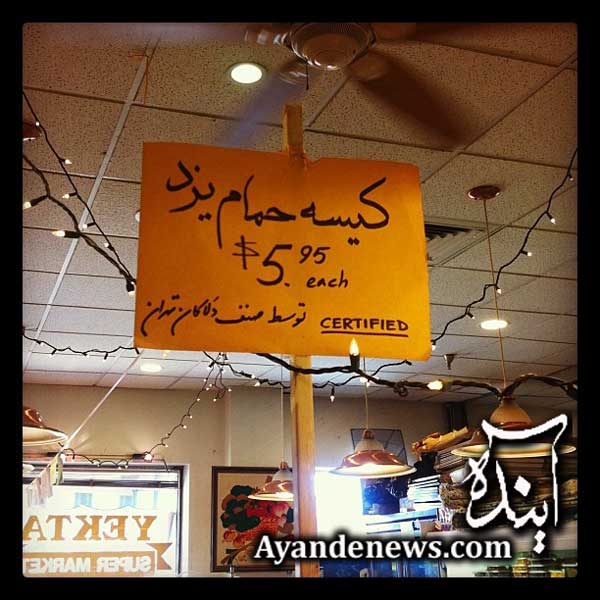 کیسه حمام یزد
$5.95
each
CERTIFIED توسط صنف دلاکان تهران
YEKTA
SUPER MARKET
آینده
Ayandenews.com